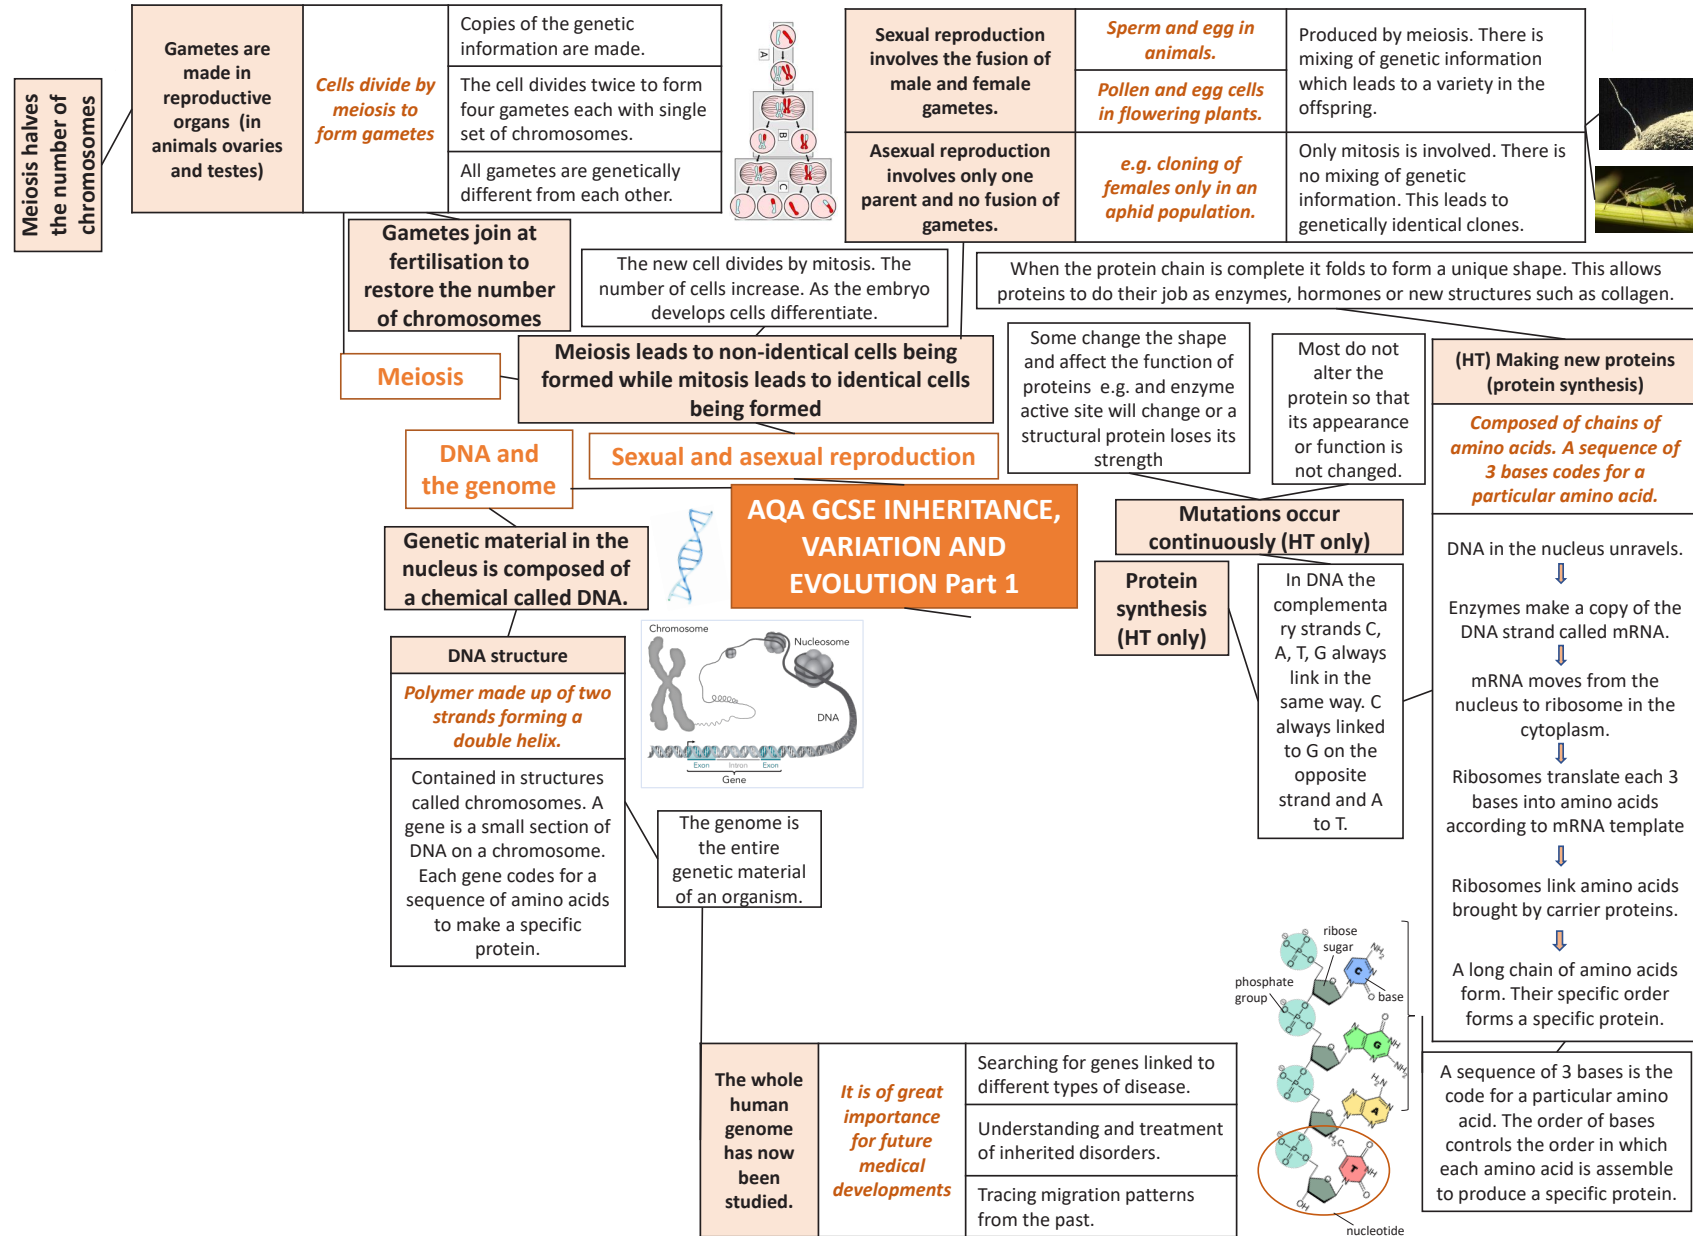 Meiosis halves
the number of
chromosomes
Gametes are
made in
reproductive
organs (in
animals ovaries
and testes)
Cells divide by
meiosis to
form gametes
Copies of the genetic
information are made.
The cell divides twice to form
four gametes each with single
set of chromosomes.
All gametes are genetically
different from each other.
A
B
C
Sexual reproduction
involves the fusion of
male and female
gametes.
Sperm and egg in
animals.
Pollen and egg cells
in flowering plants.
Produced by meiosis. There is
mixing of genetic information
which leads to a variety in the
offspring.
Asexual reproduction
involves only one
parent and no fusion of
gametes.
e.g. cloning of
females only in an
aphid population.
Only mitosis is involved. There is
no mixing of genetic
information. This leads to
genetically identical clones.
Gametes join at
fertilisation to
restore the number
of chromosomes
The new cell divides by mitosis. The
number of cells increase. As the embryo
develops cells differentiate.
Meiosis
Meiosis leads to non-identical cells being
formed while mitosis leads to identical cells
being formed
When the protein chain is complete it folds to form a unique shape. This allows
proteins to do their job as enzymes, hormones or new structures such as collagen.
Some change the shape
and affect the function of
proteins e.g. and enzyme
active site will change or a
structural protein loses its
strength
Most do not
alter the
protein so that
its appearance
or function is
not changed.
(HT) Making new proteins
(protein synthesis)
Composed of chains of
amino acids. A sequence of
3 bases codes for a
particular amino acid.
DNA in the nucleus unravels.
Enzymes make a copy of the
DNA strand called mRNA.
mRNA moves from the
nucleus to ribosome in the
cytoplasm.
Ribosomes translate each 3
bases into amino acids
according to mRNA template
Ribosomes link amino acids
brought by carrier proteins.
A long chain of amino acids
form. Their specific order
forms a specific protein.
DNA and
the genome
Sexual and asexual reproduction
AQA GCSE INHERITANCE,
VARIATION AND
EVOLUTION Part 1
Mutations occur
continuously (HT only)
Protein
synthesis
(HT only)
In DNA the
complementa
ry strands C,
A, T, G always
link in the
same way. C
always linked
to G on the
opposite
strand and A
to T.
Genetic material in the
nucleus is composed of
a chemical called DNA.
DNA structure
Polymer made up of two
strands forming a
double helix.
Contained in structures
called chromosomes. A
gene is a small section of
DNA on a chromosome.
Each gene codes for a
sequence of amino acids
to make a specific
protein.
Chromosome
Nucleosome
DNA
Exon Intron Exon
Gene
The genome is
the entire
genetic material
of an organism.
The whole
human
genome
has now
been
studied.
It is of great
importance
for future
medical
developments
Searching for genes linked to
different types of disease.
Understanding and treatment
of inherited disorders.
Tracing migration patterns
from the past.
ribose
sugar
phosphate
group
base
C
G
A
T
NH2
O
N
P
NH
H2N
H3C
OH
nucleotide
A sequence of 3 bases is the
code for a particular amino
acid. The order of bases
controls the order in which
each amino acid is assemble
to produce a specific protein.